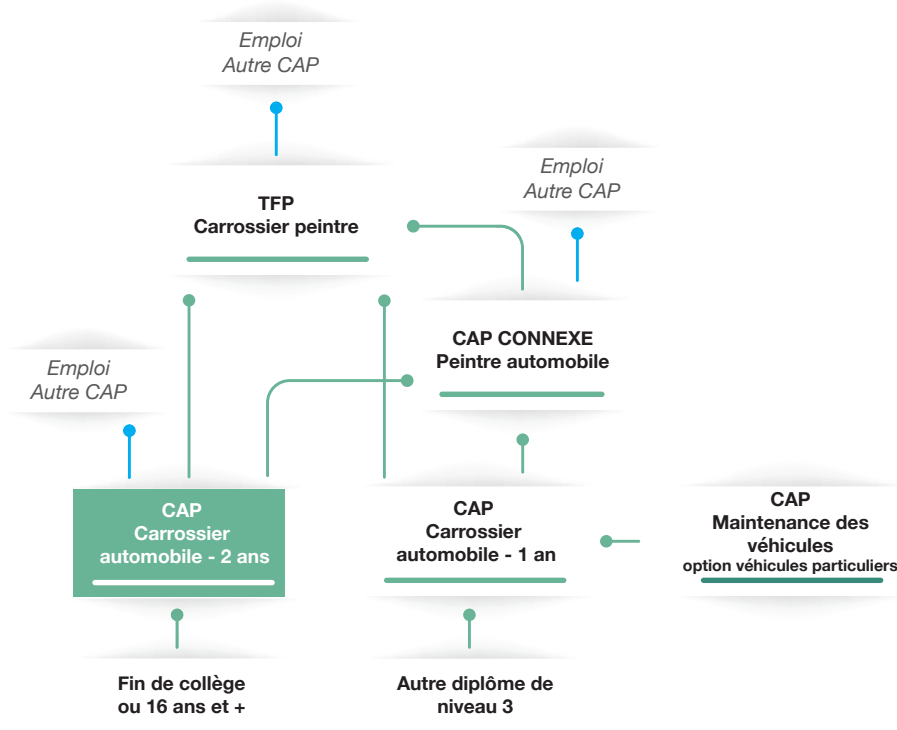 Emploi
Autre CAP
TFP
Carrossier peintre
Emploi
Autre CAP
CAP CONNEXE
Peintre automobile
Emploi
Autre CAP
CAP
Carrossier
automobile - 2 ans
CAP
Carrossier
automobile - 1 an
CAP
Maintenance des
véhicules
option véhicules particuliers
Fin de collège
ou 16 ans et +
Autre diplôme de
niveau 3